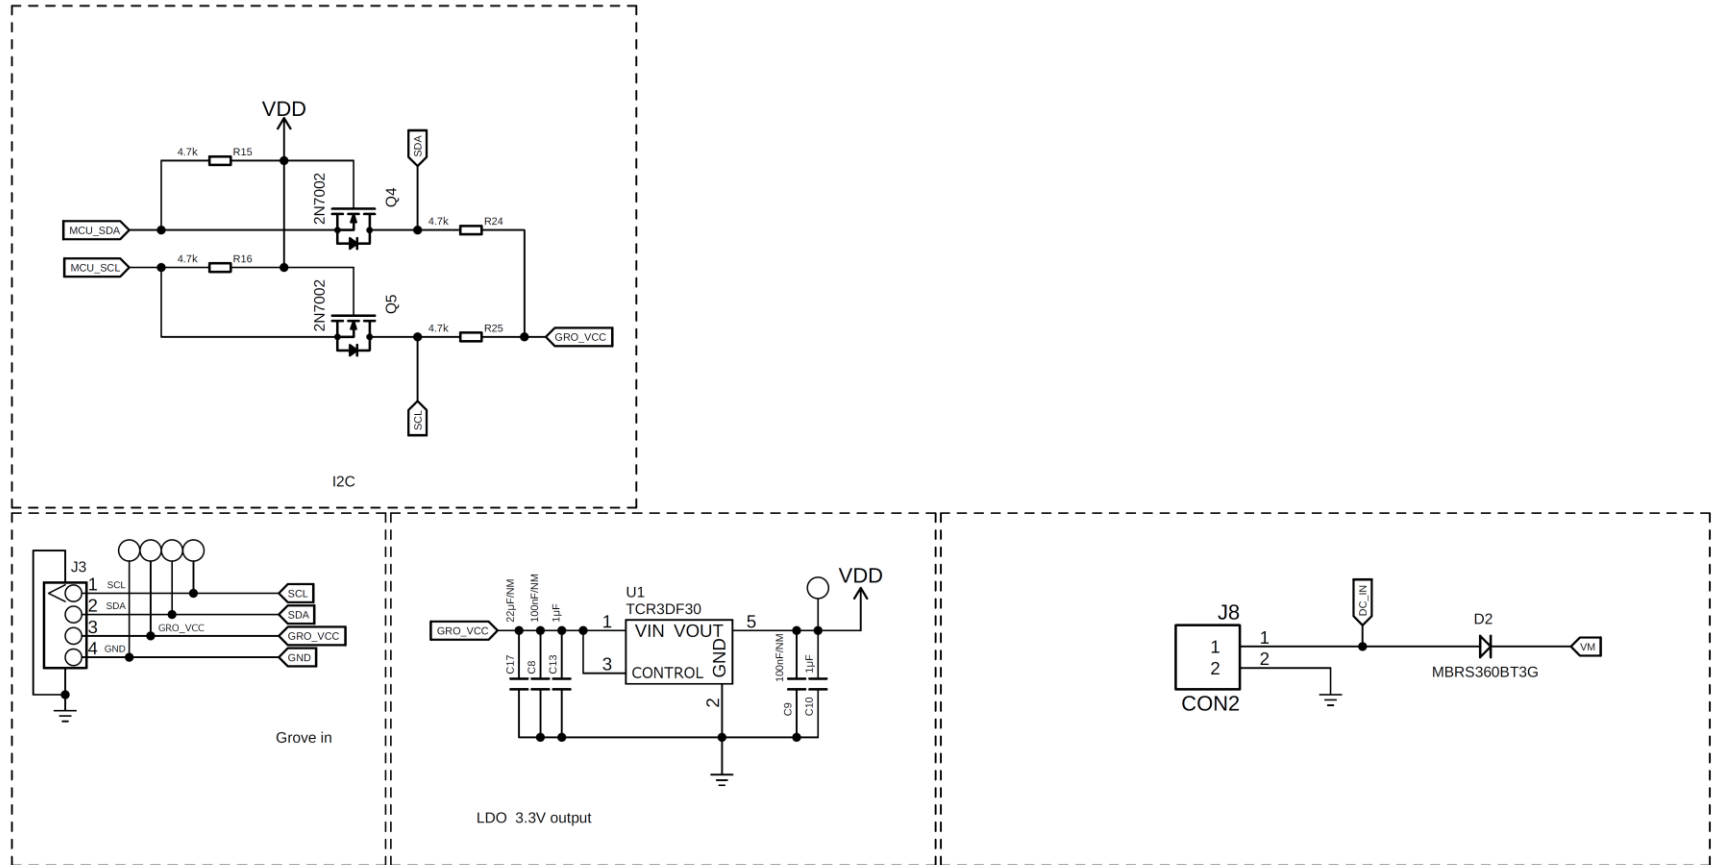 VDD
4.7k R15
SDA
2N7002
Q4
MCU_SDA
4.7k R24
MCU_SCL
4.7k R16
2N7002
Q5
4.7k R25
GRO_VCC
SCL
I2C
J3
1 SCL
SCL
2 SDA
SDA
3 GRO_VCC
GRO_VCC
4 GND
GND
Grove in
22µF/NM
100nF/NM
1µF
U1
TCR3DF30
VDD
GRO_VCC
1 VIN VOUT 5
3 CONTROL
GND
2
C17
C8
C13
100nF/NM
1µF
C9
C10
LDO 3.3V output
DC_IN
J8
1 1
2 2
CON2
D2
MBRS360BT3G
VM